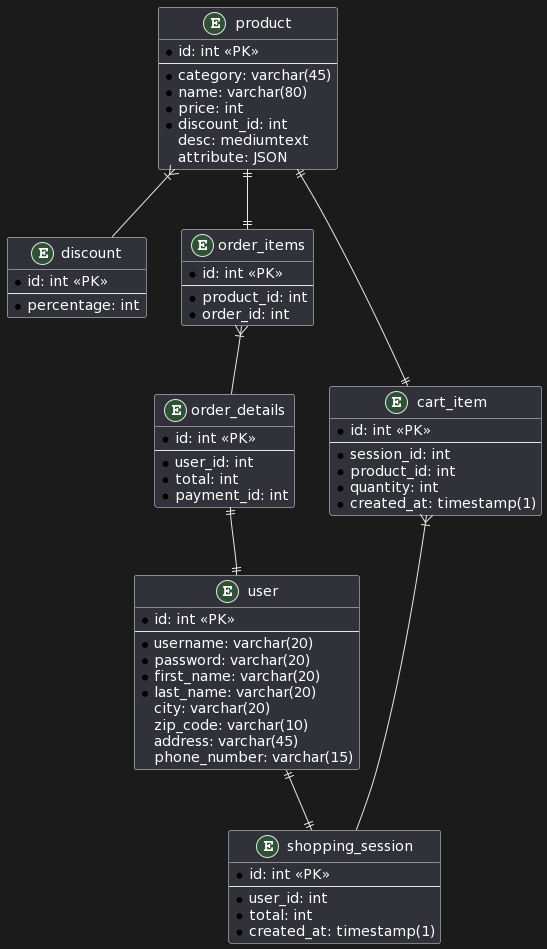 E product
id: int «PK»
category: varchar(45)
name: varchar(80)
price: int
discount_id: int
desc: mediumtext
attribute: JSON
E discount
id: int «PK»
percentage: int
E order_items
id: int «PK»
product_id: int
order_id: int
E order_details
id: int «PK»
user_id: int
total: int
payment_id: int
E cart_item
id: int «PK»
session_id: int
product_id: int
quantity: int
created_at: timestamp(1)
E user
id: int «PK»
username: varchar(20)
password: varchar(20)
first_name: varchar(20)
last_name: varchar(20)
city: varchar(20)
zip_code: varchar(10)
address: varchar(45)
phone_number: varchar(15)
E shopping_session
id: int «PK»
user_id: int
total: int
created_at: timestamp(1)